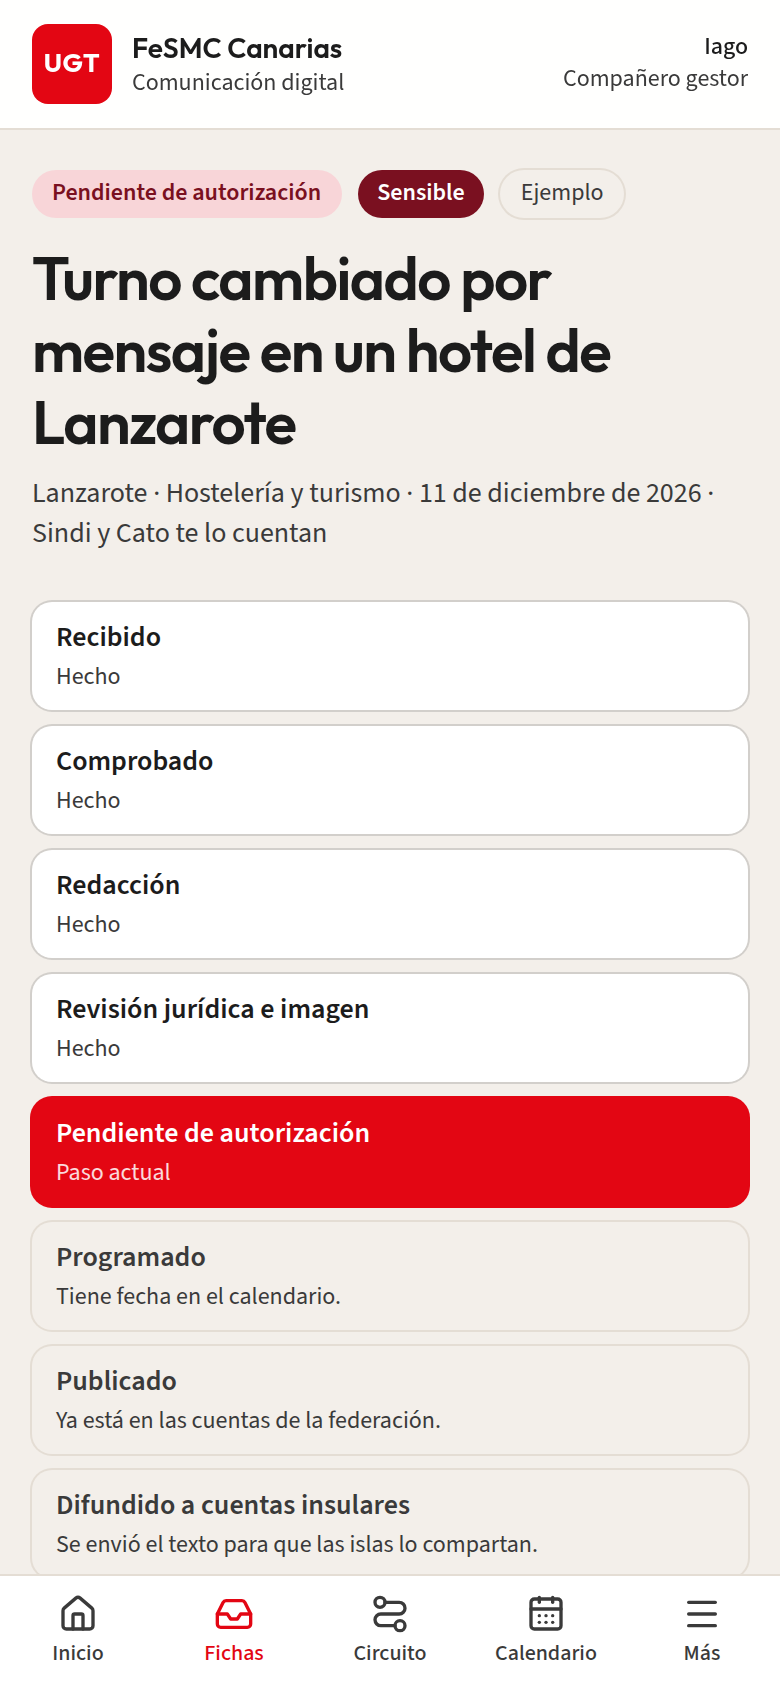 UGT
FeSMC Canarias
Comunicación digital
Iago
Compañero gestor
Pendiente de autorización
Sensible
Ejemplo
Turno cambiado por
mensaje en un hotel de
Lanzarote
Lanzarote · Hostelería y turismo · 11 de diciembre de 2026 ·
Sindi y Cato te lo cuentan
Recibido
Hecho
Comprobado
Hecho
Redacción
Hecho
Revisión jurídica e imagen
Hecho
Pendiente de autorización
Paso actual
Programado
Tiene fecha en el calendario.
Publicado
Ya está en las cuentas de la federación.
Difundido a cuentas insulares
Se envió el texto para que las islas lo compartan.
Inicio
Fichas
Circuito
Calendario
Más